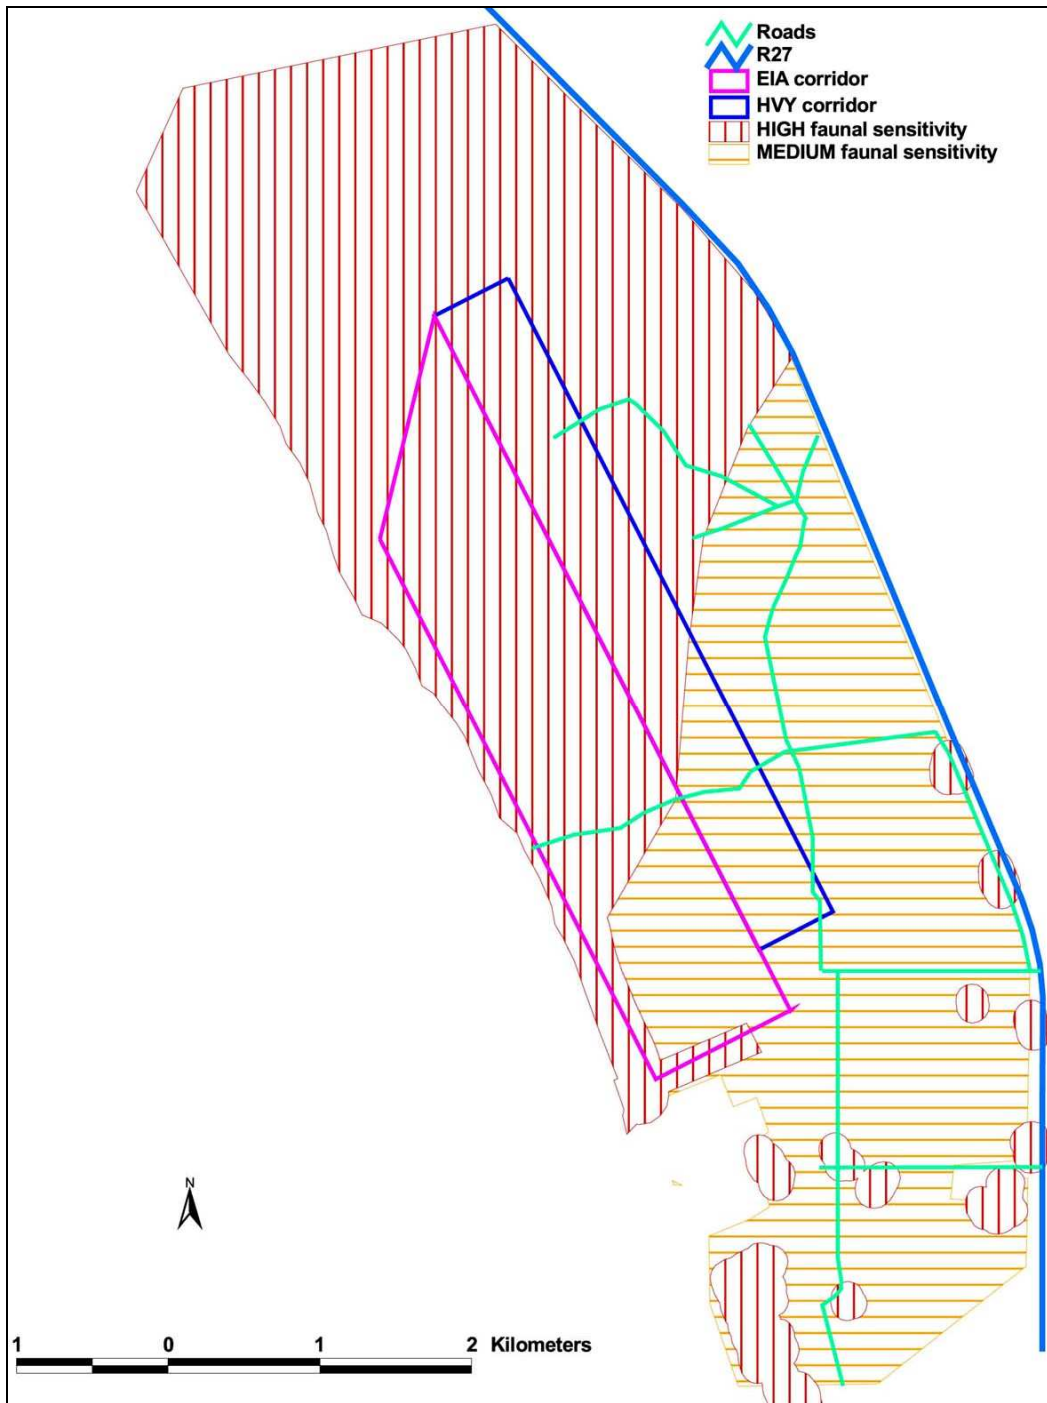 Roads
R27
EIA corridor
HVY corridor
HIGH faunal sensitivity
MEDIUM faunal sensitivity
N
1 0 1 2 Kilometers